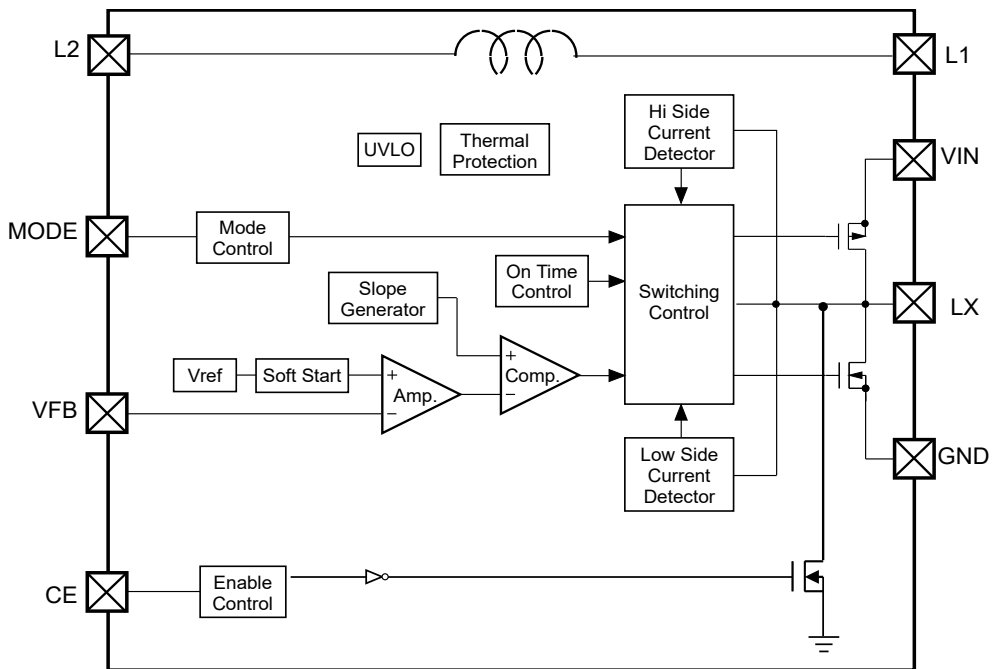 L2
L1
Hi Side
Current
Detector
UVLO
Thermal
Protection
VIN
MODE
Mode
Control
On Time
Control
Slope
Generator
Switching
Control
LX
Vref
Soft Start
+
Amp.
−
+
Comp.
−
VFB
Low Side
Current
Detector
GND
CE
Enable
Control